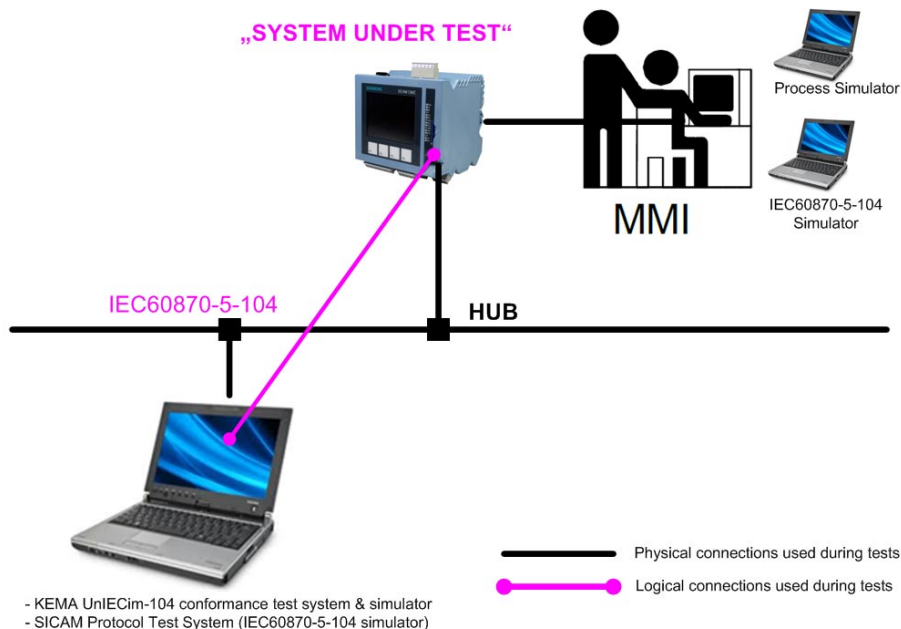 „SYSTEM UNDER TEST“
SIEMENS
Process Simulator
IEC60870-5-104
Simulator
MMI
IEC60870-5-104
HUB
Physical connections used during tests
Logical connections used during tests
- KEMA UnIECim-104 conformance test system & simulator
- SICAM Protocol Test System (IEC60870-5-104 simulator)